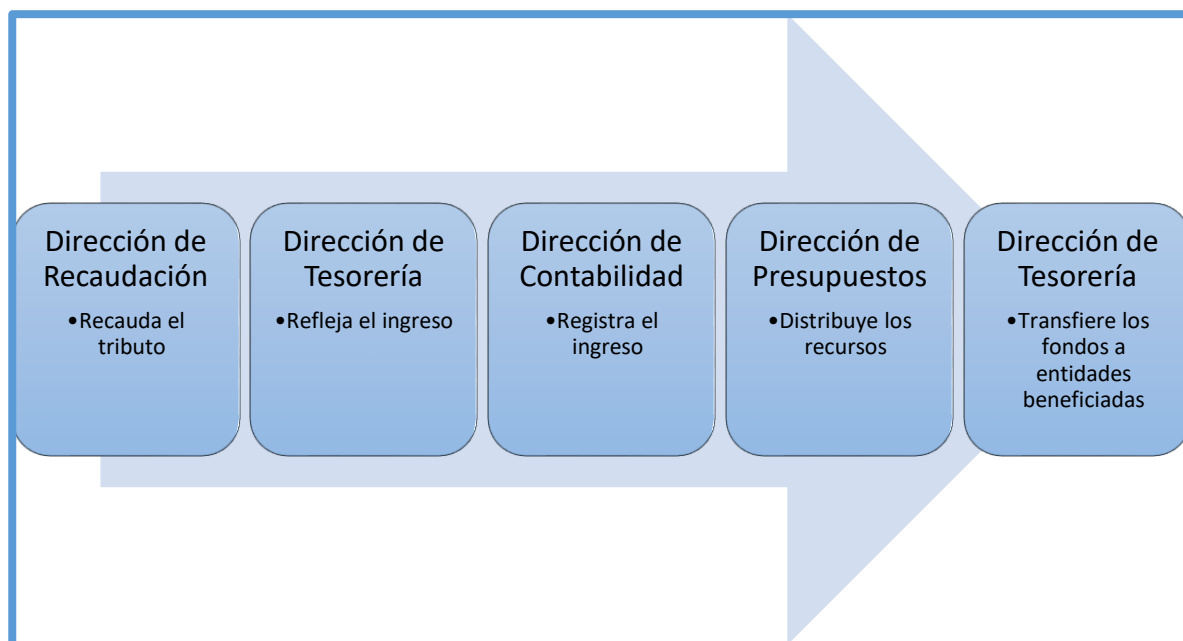 Dirección de
Recaudación
•Recauda el
tributo
Dirección de
Tesorería
•Refleja el ingreso
Dirección de
Contabilidad
•Registra el
ingreso
Dirección de
Presupuestos
•Distribuye los
recursos
Dirección de
Tesorería
•Transfiere los
fondos a
entidades
beneficiadas